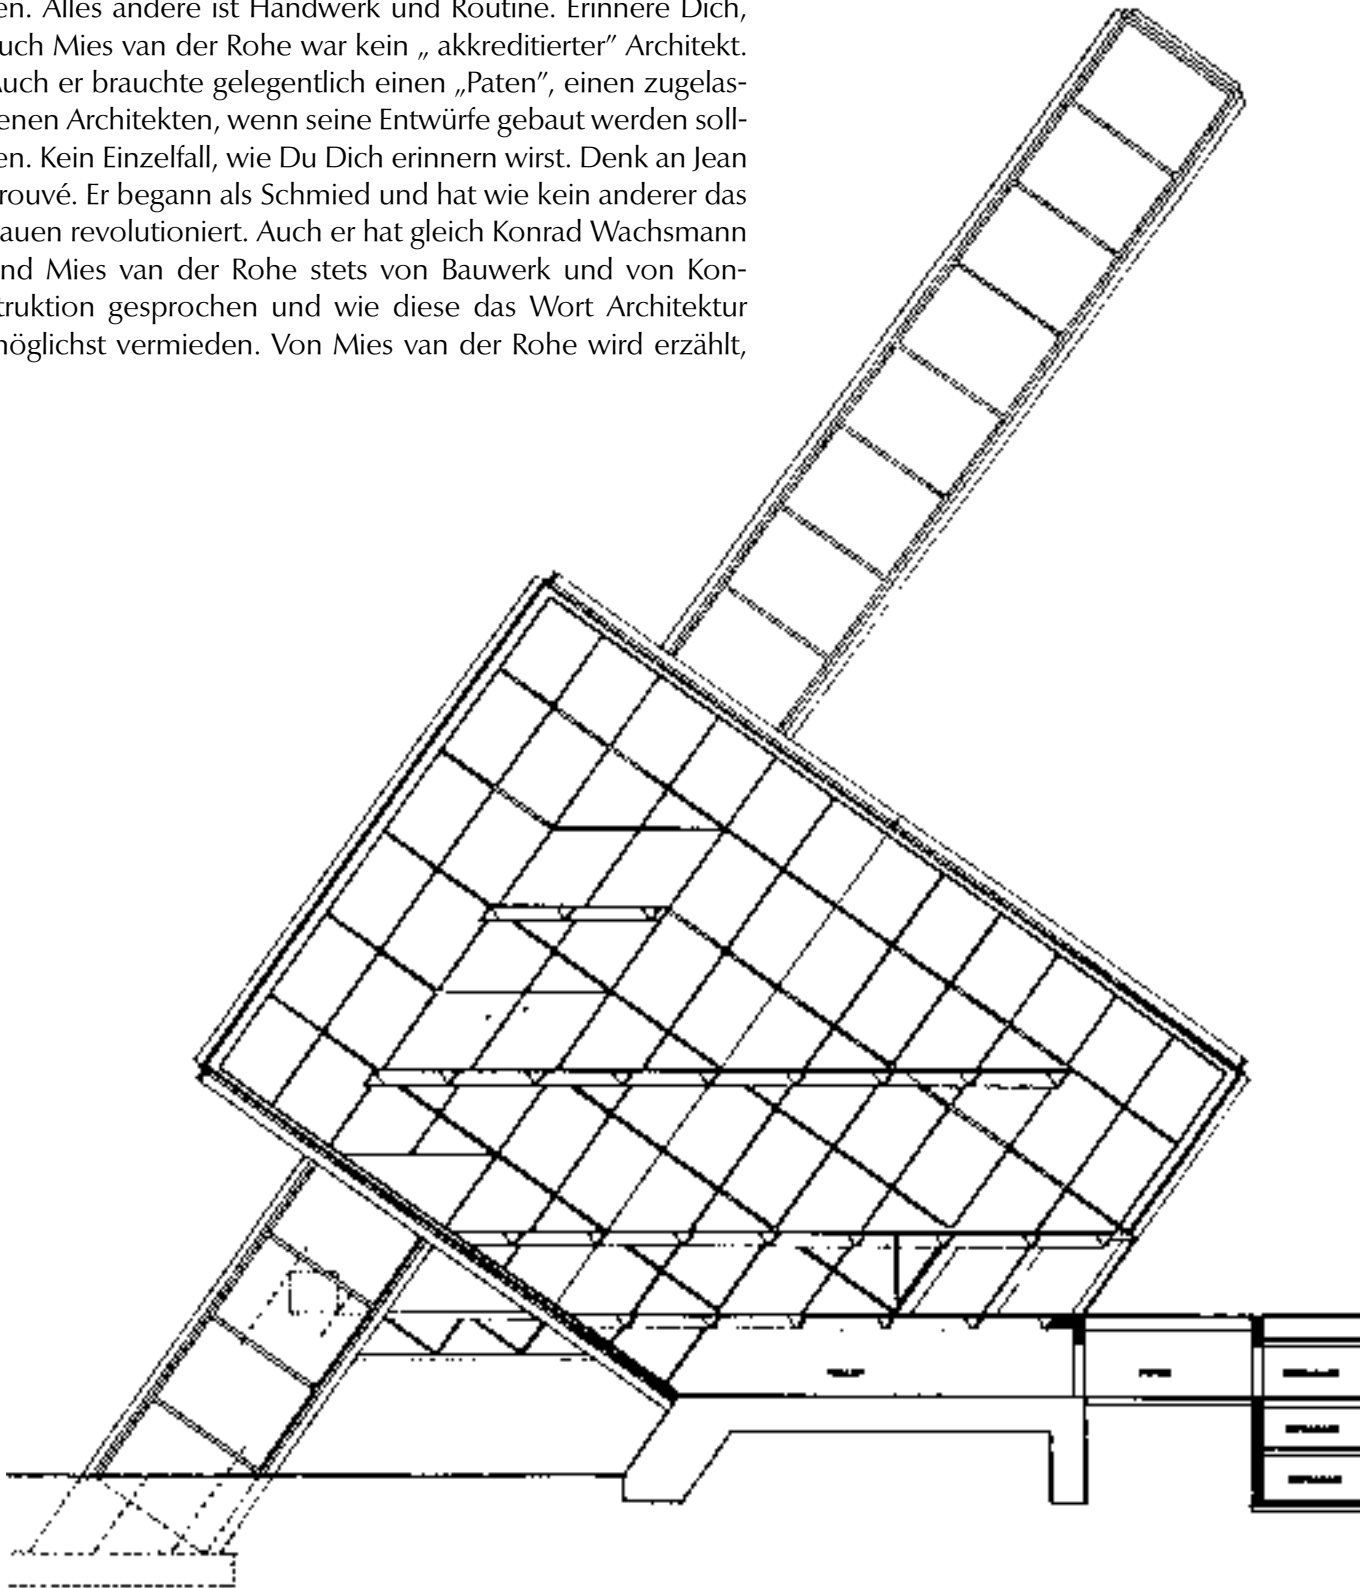 en. Alles andere ist Handwerk und Routine. Erinnere Dich,
uch Mies van der Rohe war kein „ akkreditierter” Architekt.
uch er brauchte gelegentlich einen „Paten”, einen zugelas-
enen Architekten, wenn seine Entwürfe gebaut werden soll-
en. Kein Einzelfall, wie Du Dich erinnern wirst. Denk an Jean
rouvé. Er begann als Schmied und hat wie kein anderer das
auen revolutioniert. Auch er hat gleich Konrad Wachsmann
nd Mies van der Rohe stets von Bauwerk und von Kon-
truktion gesprochen und wie diese das Wort Architektur
möglichst vermieden. Von Mies van der Rohe wird erzählt,